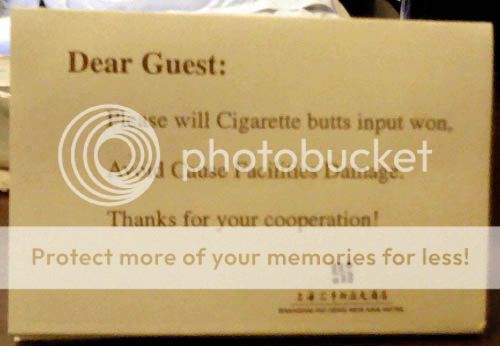 Dear Guest:
Please will Cigarette butts input won,
photobucket
Avoid Cause Facilities Damage.
Thanks for your cooperation!
Protect more of your memories for less!